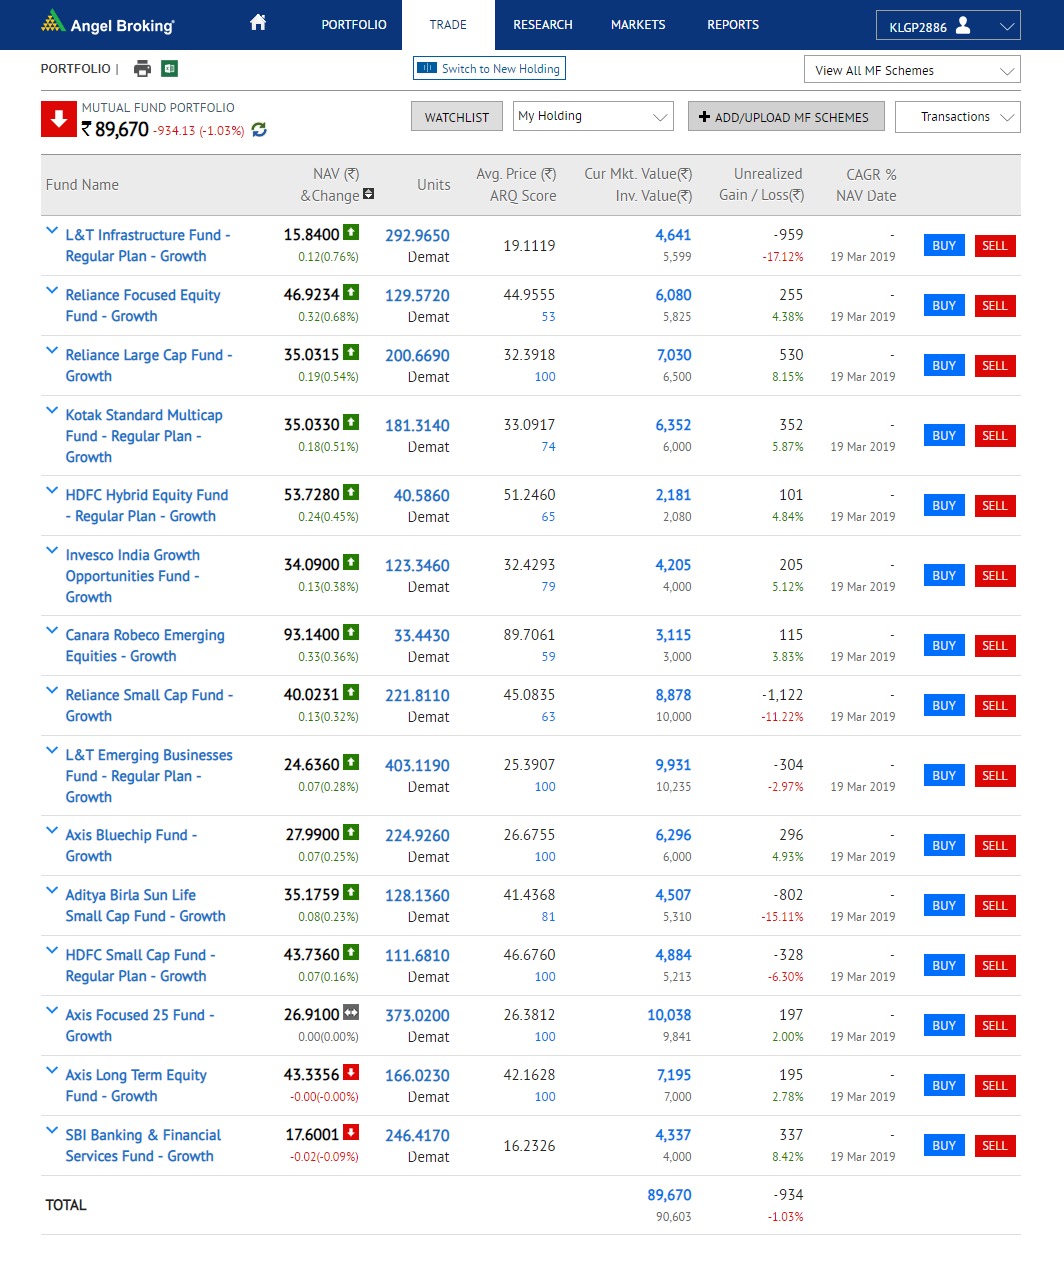 Angel Broking
PORTFOLIO TRADE RESEARCH MARKETS REPORTS KLGP2886
PORTFOLIO | Switch to New Holding View All MF Schemes
MUTUAL FUND PORTFOLIO
₹ 89,670 -934.13 (-1.03%) WATCHLIST My Holding + ADD/UPLOAD MF SCHEMES Transactions
Fund Name NAV (₹) &Change Units Avg. Price (₹) ARQ Score Cur Mkt. Value(₹) Inv. Value(₹) Unrealized Gain / Loss(₹) CAGR % NAV Date
L&T Infrastructure Fund - 15.8400 292.9650 19.1119 4,641 -959 - BUY SELL
Regular Plan - Growth 0.12(0.76%) Demat 5,599 -17.12% 19 Mar 2019
Reliance Focused Equity 46.9234 129.5720 44.9555 6,080 255 - BUY SELL
Fund - Growth 0.32(0.68%) Demat 53 5,825 4.38% 19 Mar 2019
Reliance Large Cap Fund - 35.0315 200.6690 32.3918 7,030 530 - BUY SELL
Growth 0.19(0.54%) Demat 100 6,500 8.15% 19 Mar 2019
Kotak Standard Multicap
Fund - Regular Plan - 35.0330 181.3140 33.0917 6,352 352 - BUY SELL
Growth 0.18(0.51%) Demat 74 6,000 5.87% 19 Mar 2019
HDFC Hybrid Equity Fund 53.7280 40.5860 51.2460 2,181 101 - BUY SELL
- Regular Plan - Growth 0.24(0.45%) Demat 65 2,080 4.84% 19 Mar 2019
Invesco India Growth
Opportunities Fund - 34.0900 123.3460 32.4293 4,205 205 - BUY SELL
Growth 0.13(0.38%) Demat 79 4,000 5.12% 19 Mar 2019
Canara Robeco Emerging 93.1400 33.4430 89.7061 3,115 115 - BUY SELL
Equities - Growth 0.33(0.36%) Demat 59 3,000 3.83% 19 Mar 2019
Reliance Small Cap Fund - 40.0231 221.8110 45.0835 8,878 -1,122 - BUY SELL
Growth 0.13(0.32%) Demat 63 10,000 -11.22% 19 Mar 2019
L&T Emerging Businesses
Fund - Regular Plan - 24.6360 403.1190 25.3907 9,931 -304 - BUY SELL
Growth 0.07(0.28%) Demat 100 10,235 -2.97% 19 Mar 2019
Axis Bluechip Fund - 27.9900 224.9260 26.6755 6,296 296 - BUY SELL
Growth 0.07(0.25%) Demat 100 6,000 4.93% 19 Mar 2019
Aditya Birla Sun Life 35.1759 128.1360 41.4368 4,507 -802 - BUY SELL
Small Cap Fund - Growth 0.08(0.23%) Demat 81 5,310 -15.11% 19 Mar 2019
HDFC Small Cap Fund - 43.7360 111.6810 46.6760 4,884 -328 - BUY SELL
Regular Plan - Growth 0.07(0.16%) Demat 100 5,213 -6.30% 19 Mar 2019
Axis Focused 25 Fund - 26.9100 373.0200 26.3812 10,038 197 - BUY SELL
Growth 0.00(0.00%) Demat 100 9,841 2.00% 19 Mar 2019
Axis Long Term Equity 43.3356 166.0230 42.1628 7,195 195 - BUY SELL
Fund - Growth -0.00(-0.00%) Demat 100 7,000 2.78% 19 Mar 2019
SBI Banking & Financial 17.6001 246.4170 16.2326 4,337 337 - BUY SELL
Services Fund - Growth -0.02(-0.09%) Demat 4,000 8.42% 19 Mar 2019
TOTAL 89,670 -934
90,603 -1.03%